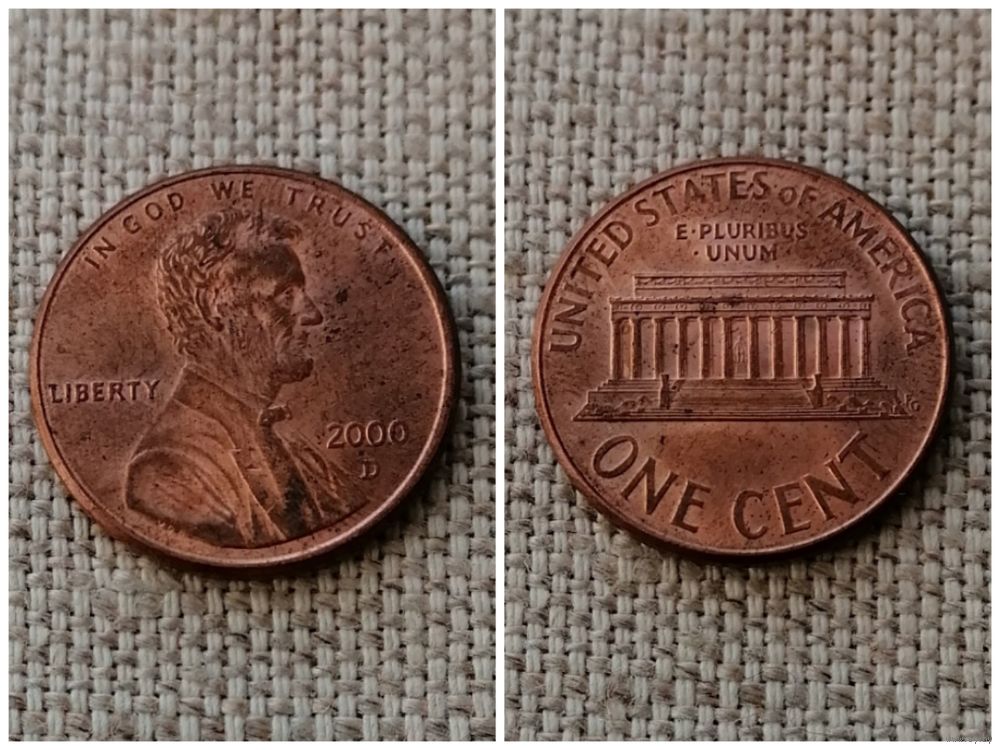 IN GOD WE TRUST
LIBERTY
2000
D
UNITED STATES OF AMERICA
E·PLURIBUS
·UNUM·
ONE CENT